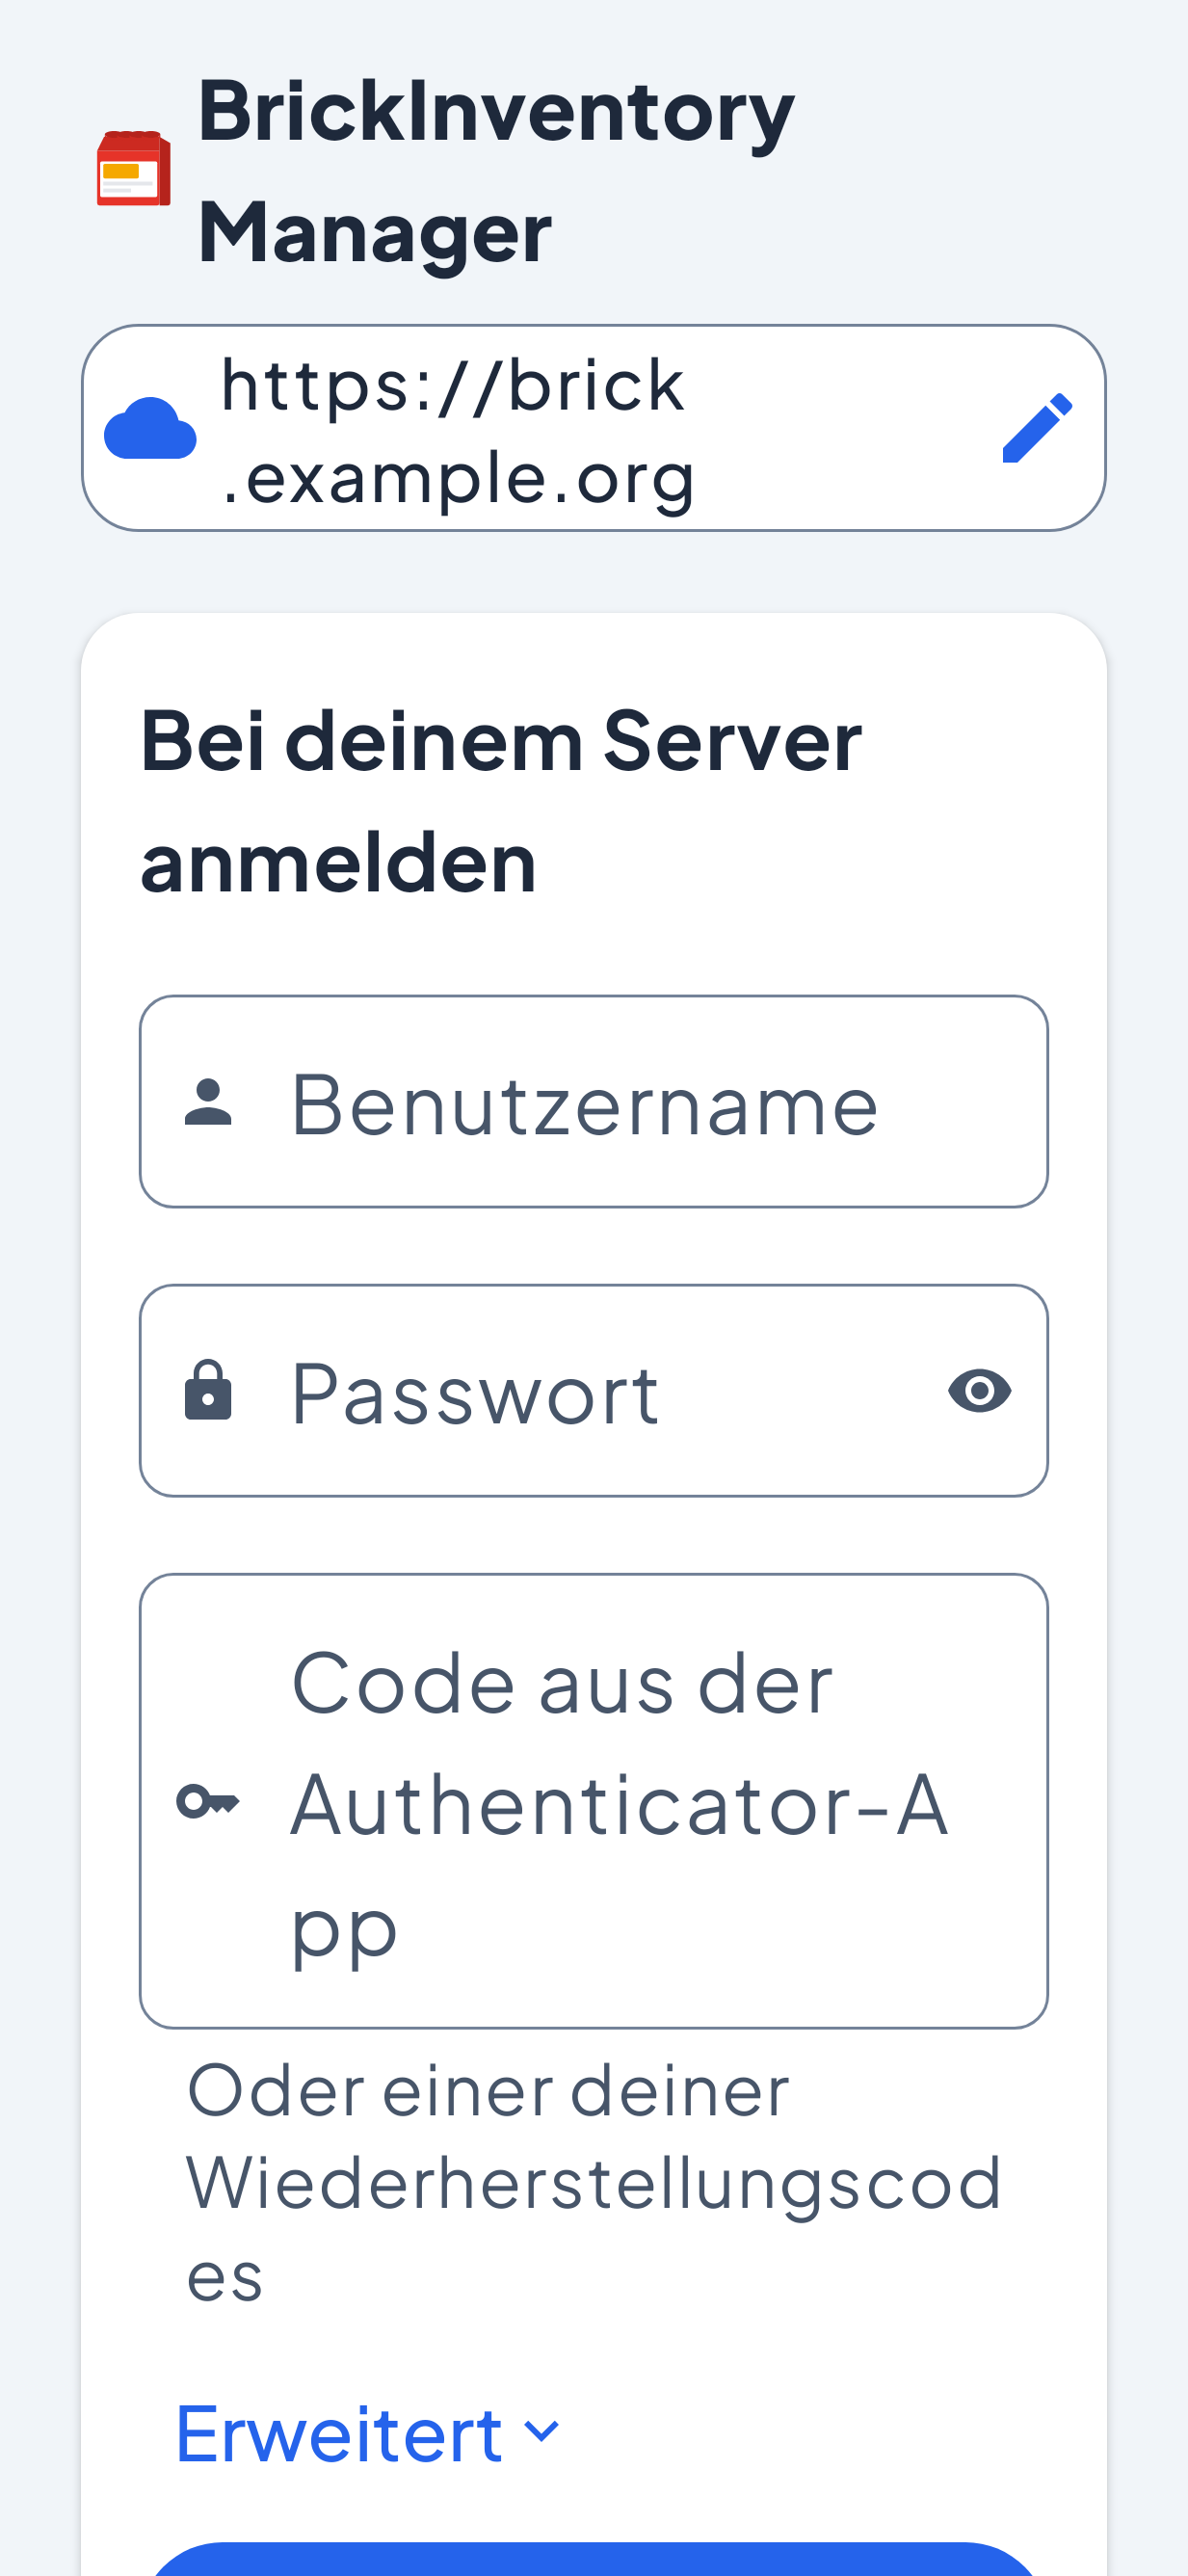 BrickInventory
Manager
https://brick
.example.org
Bei deinem Server
anmelden
Benutzername
Passwort
Code aus der
Authenticator-A
pp
Oder einer deiner
Wiederherstellungscod
es
Erweitert